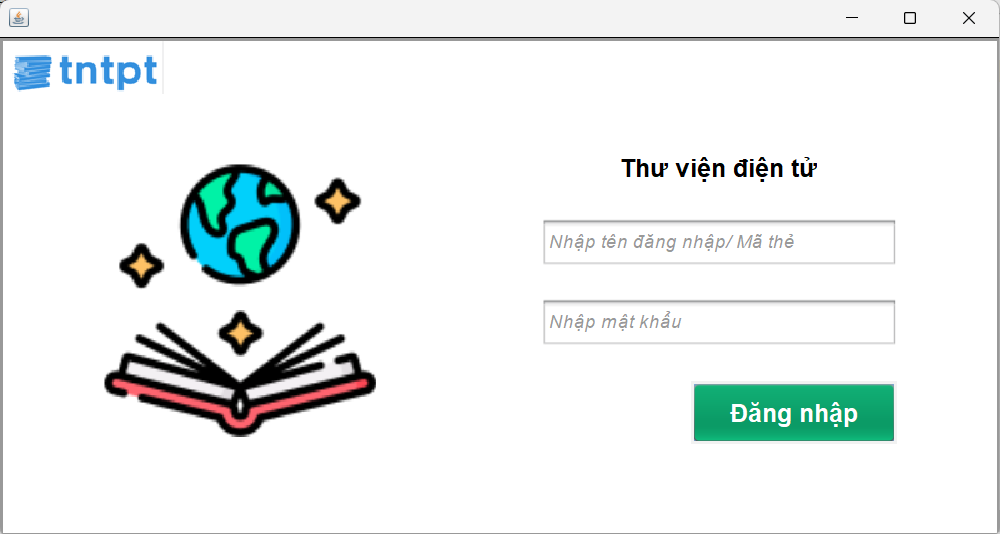 tntpt
Thư viện điện tử
Nhập tên đăng nhập/ Mã thẻ
Nhập mật khẩu
Đăng nhập